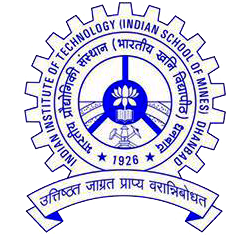 INDIAN INSTITUTE OF TECHNOLOGY (INDIAN SCHOOL OF MINES) DHANBAD
भारतीय प्रौद्योगिकी संस्थान (भारतीय खनि विद्यापीठ) धनबाद
• 1926 •
उत्तिष्ठत जाग्रत प्राप्य वरान्निबोधत